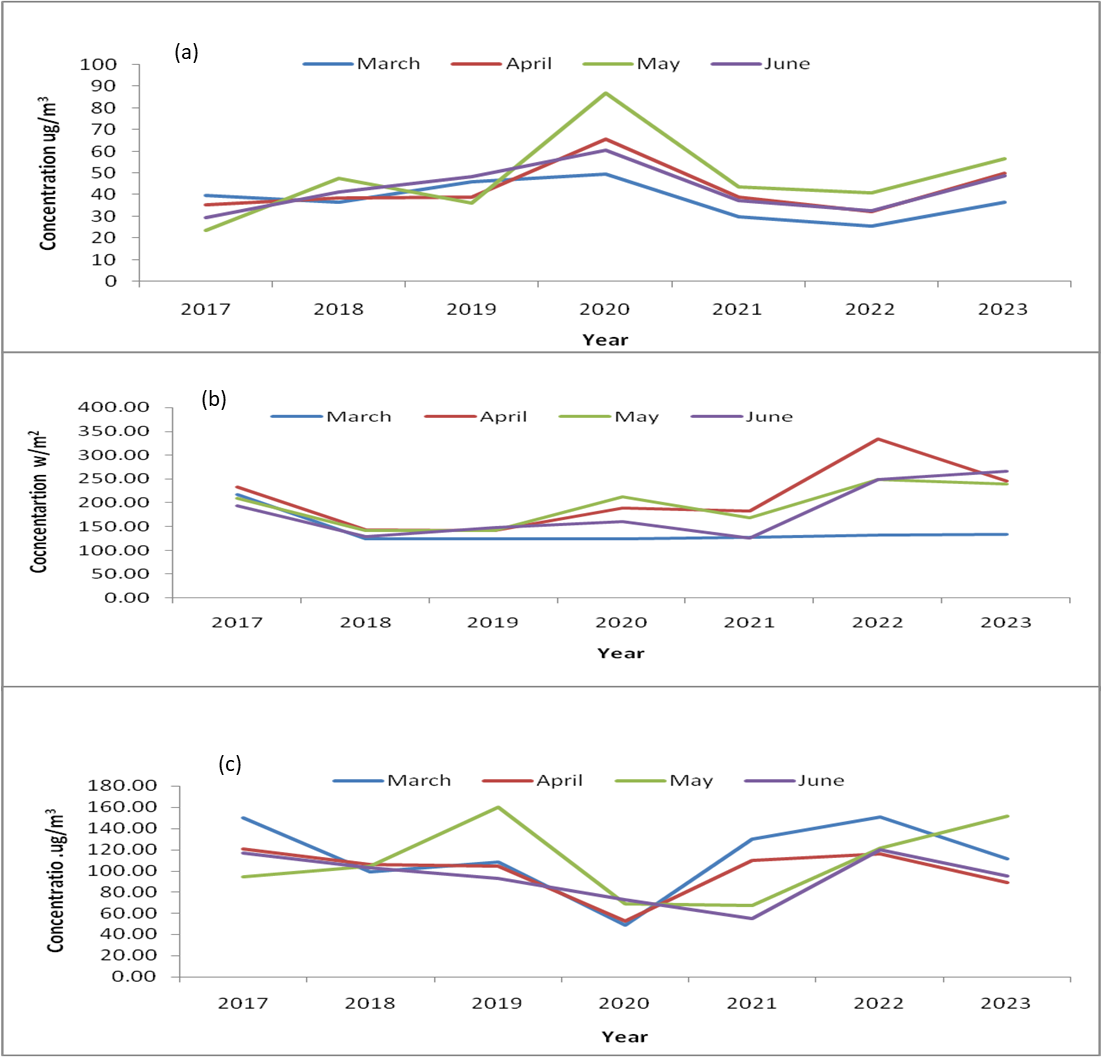 (a)
March April May June
Concentration ug/m³
100
90
80
70
60
50
40
30
20
10
0
2017 2018 2019 2020 2021 2022 2023
Year
(b)
March April May June
Cocncentartion w/m²
400.00
350.00
300.00
250.00
200.00
150.00
100.00
50.00
0.00
2017 2018 2019 2020 2021 2022 2023
Year
(c)
March April May June
Concentratio .ug/m³
180.00
160.00
140.00
120.00
100.00
80.00
60.00
40.00
20.00
0.00
2017 2018 2019 2020 2021 2022 2023
Year